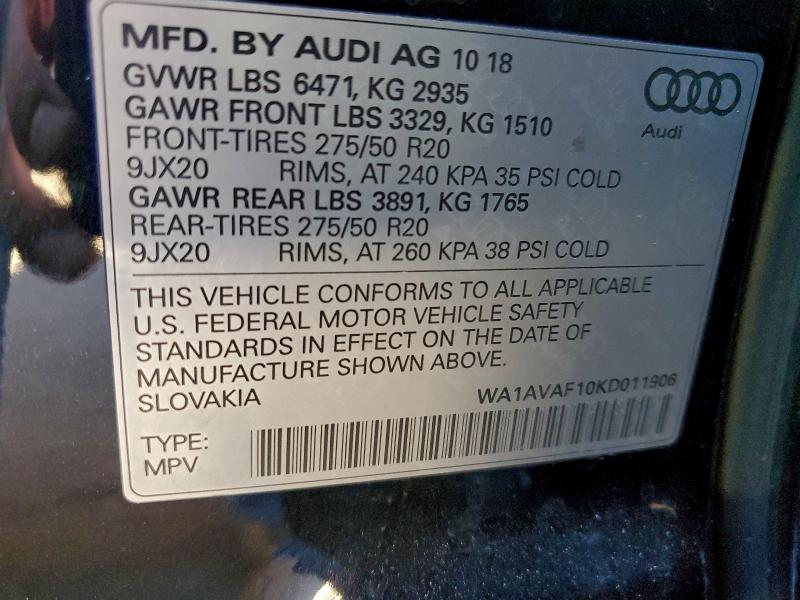 MFD. BY AUDI AG 10 18
GVWR LBS 6471, KG 2935
GAWR FRONT LBS 3329, KG 1510
FRONT-TIRES 275/50 R20
9JX20 RIMS, AT 240 KPA 35 PSI COLD
GAWR REAR LBS 3891, KG 1765
REAR-TIRES 275/50 R20
9JX20 RIMS, AT 260 KPA 38 PSI COLD
Audi
THIS VEHICLE CONFORMS TO ALL APPLICABLE
U.S. FEDERAL MOTOR VEHICLE SAFETY
STANDARDS IN EFFECT ON THE DATE OF
MANUFACTURE SHOWN ABOVE.
SLOVAKIA
WA1AVAF10KD011906
TYPE:
MPV